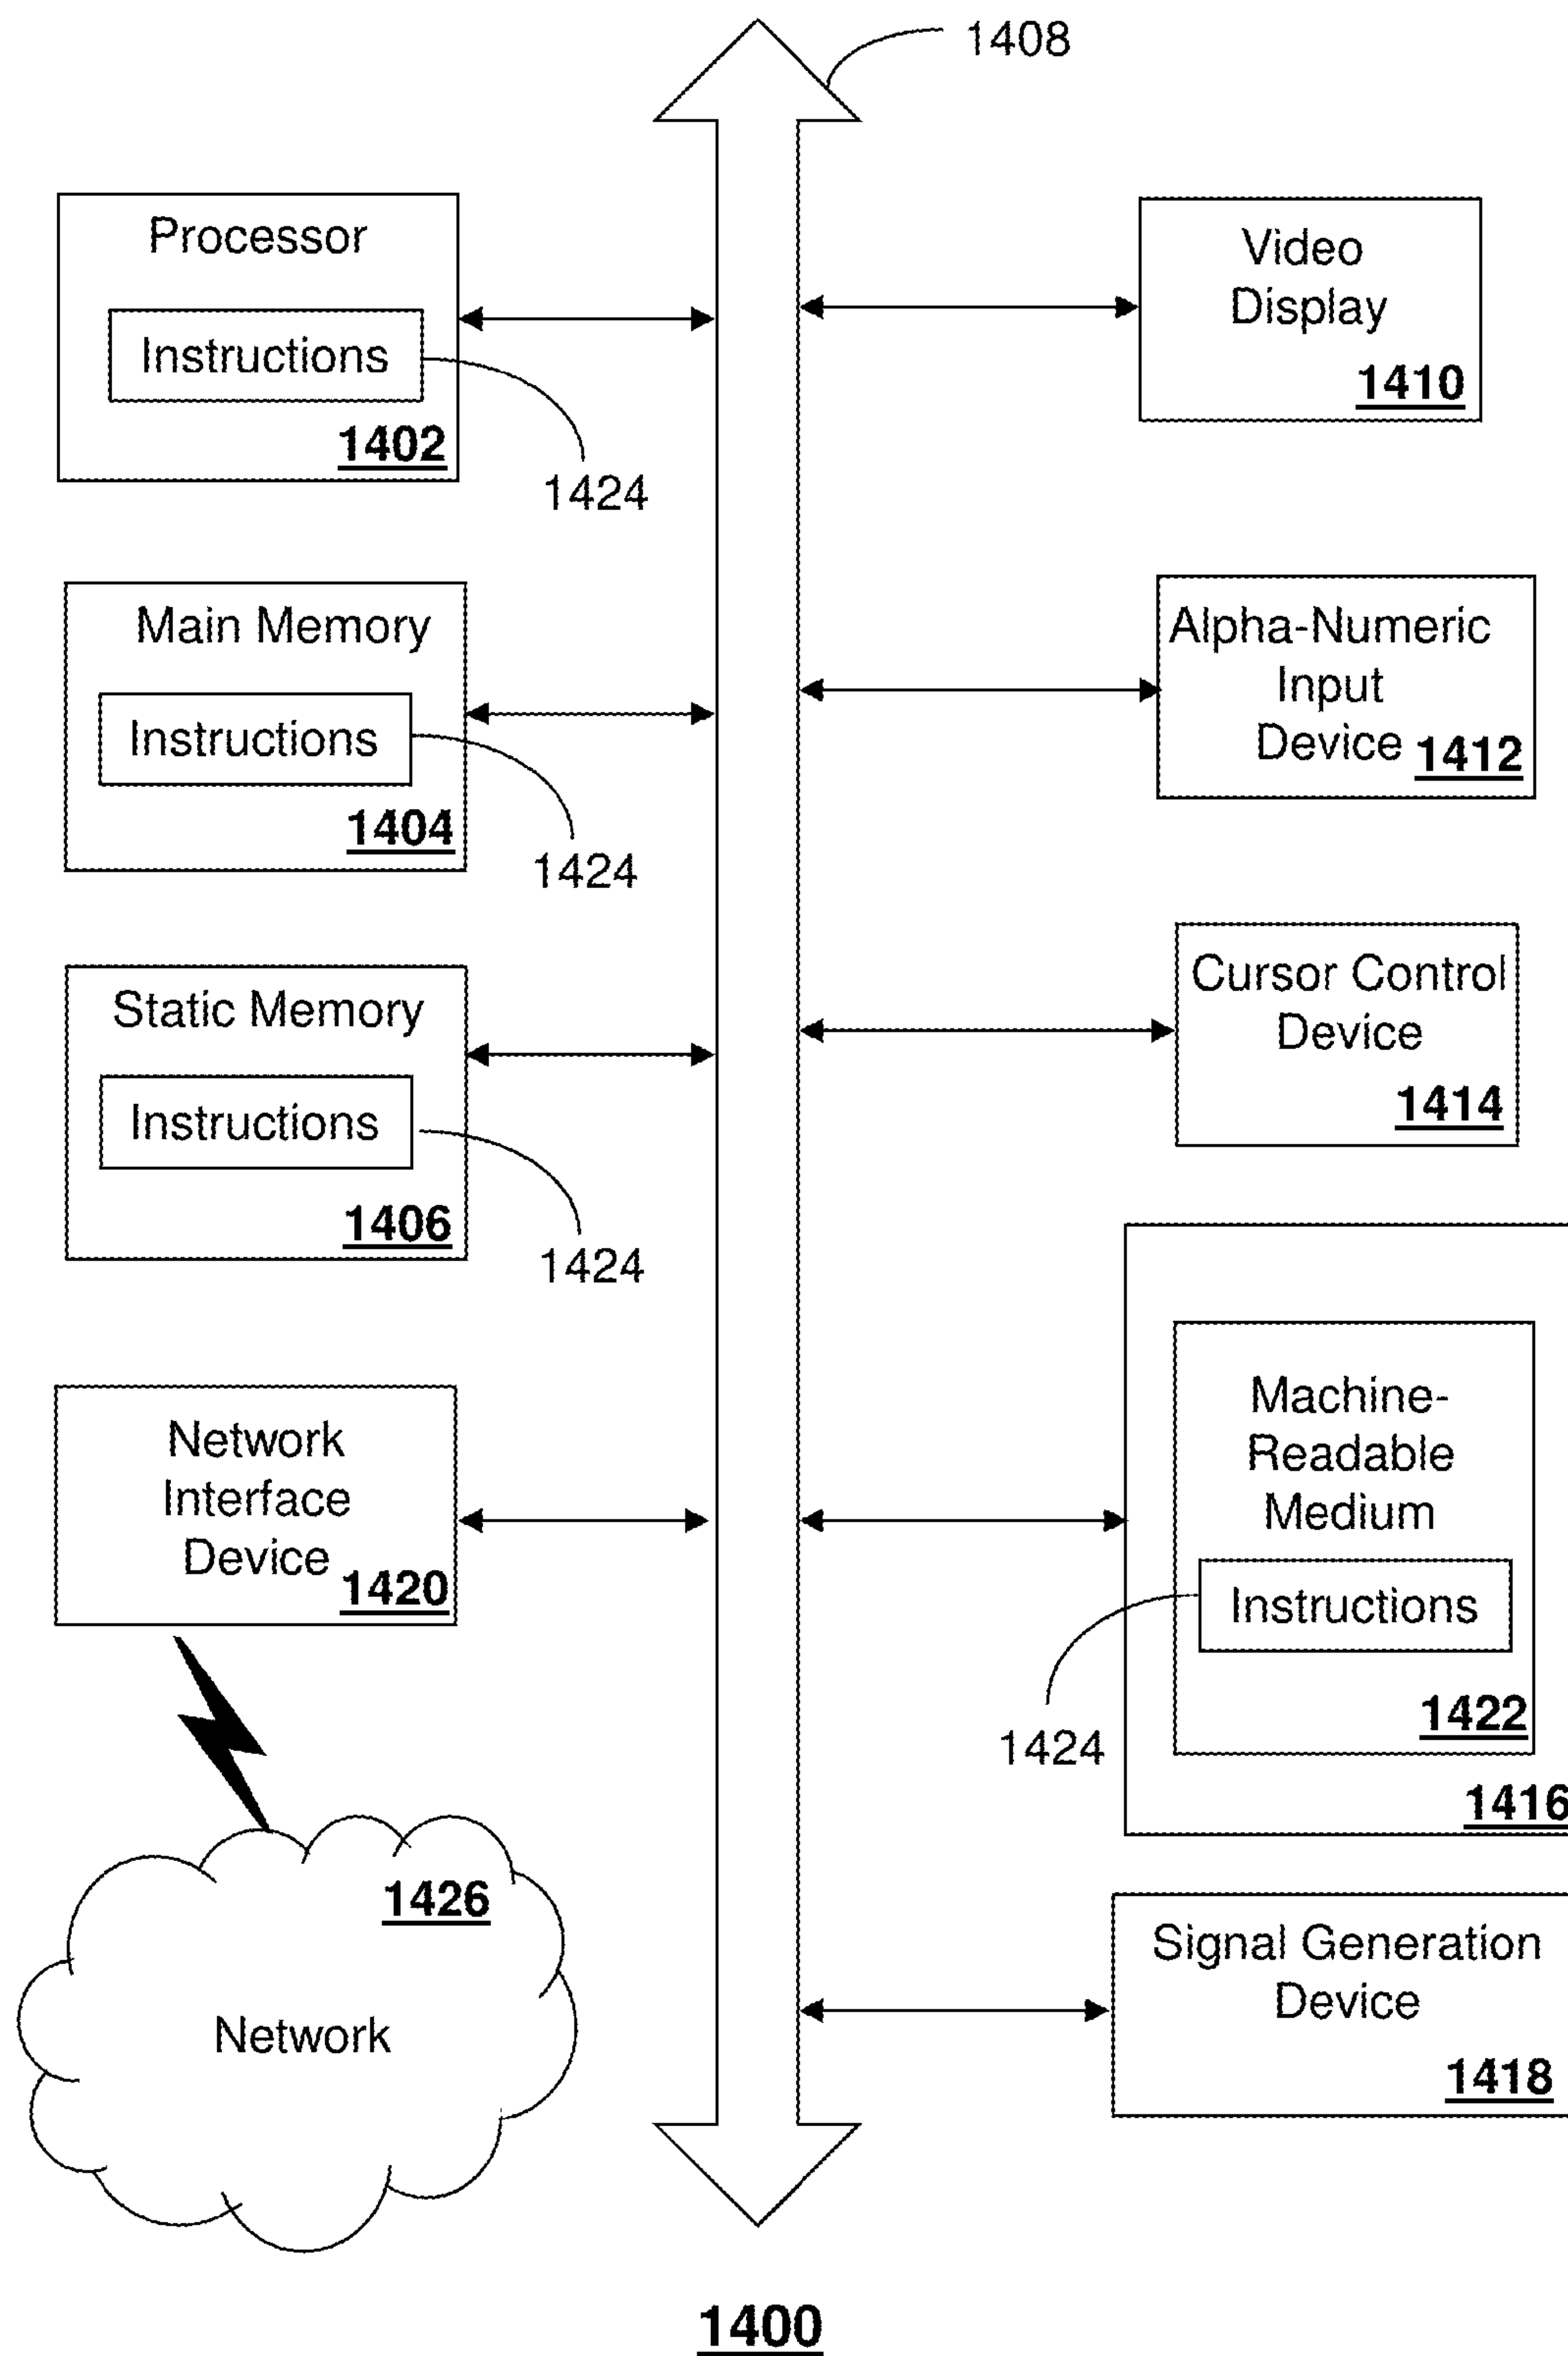 1408
Processor
Instructions
1402
1424
Main Memory
Instructions
1404
1424
Static Memory
Instructions
1406
1424
Network
Interface
Device
1420
1426
Network
Video
Display
1410
Alpha-Numeric
Input
Device
1412
Cursor Control
Device
1414
Machine-
Readable
Medium
Instructions
1422
1424
1416
Signal Generation
Device
1418
1400